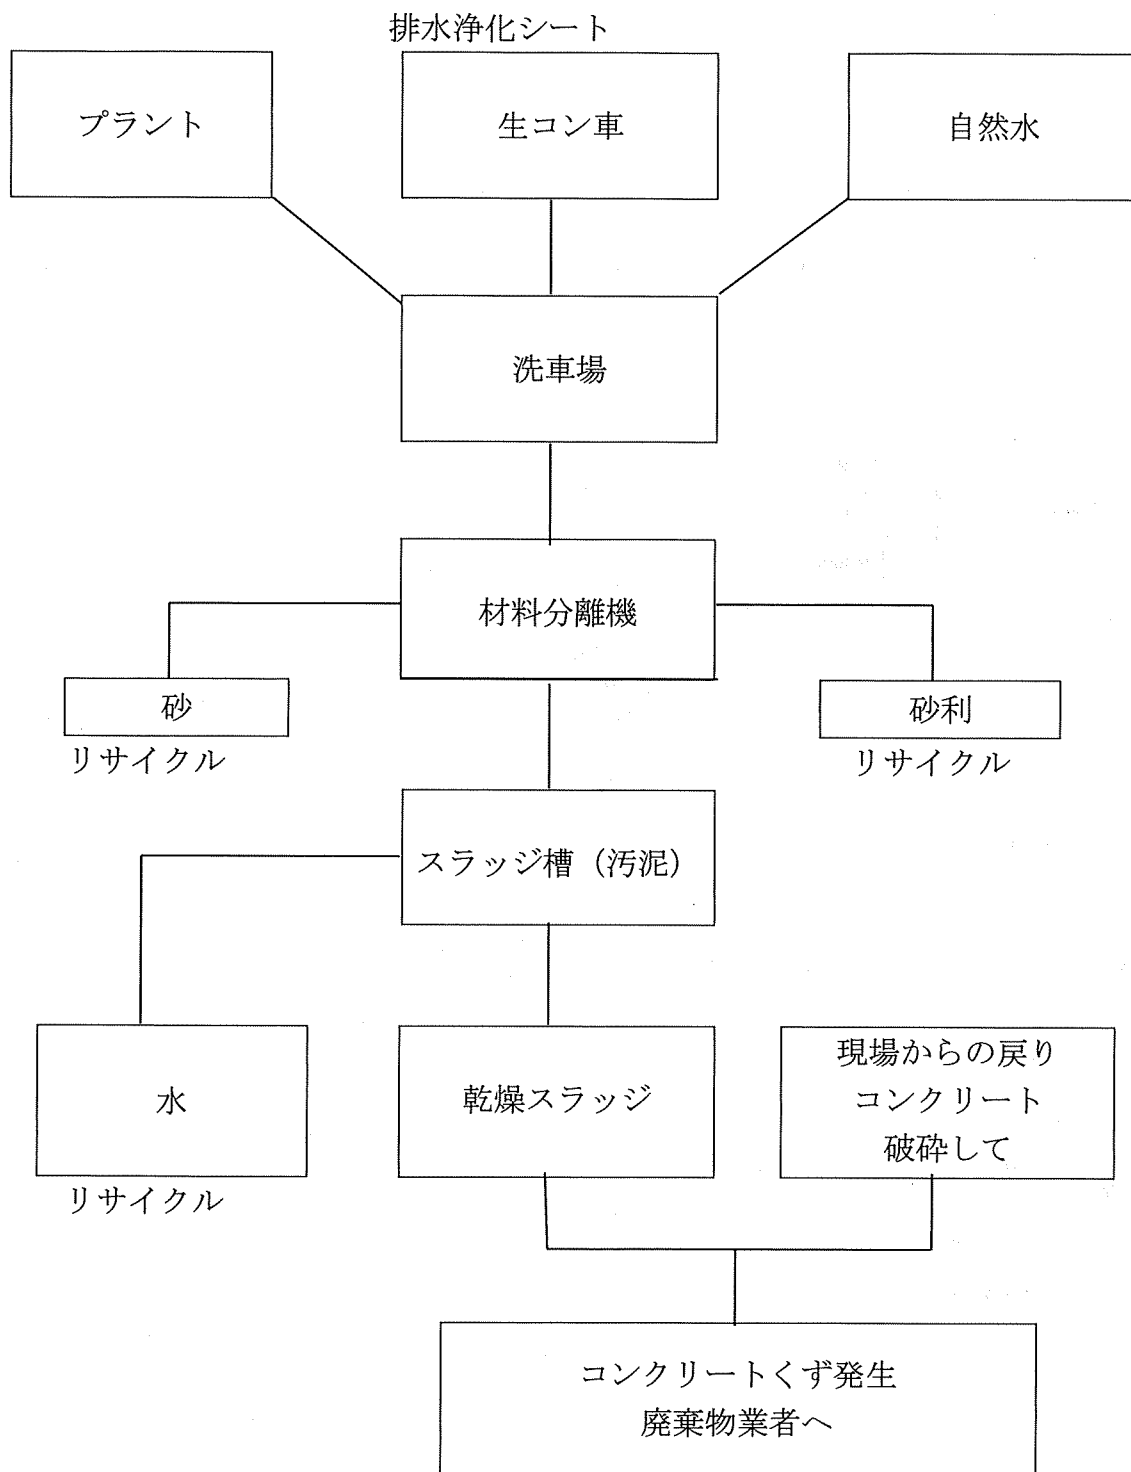 排水浄化シート
プラント
生コン車
自然水
洗車場
材料分離機
砂
砂利
リサイクル
リサイクル
スラッジ槽（汚泥）
水
乾燥スラッジ
現場からの戻り
コンクリート
破砕して
リサイクル
コンクリートくず発生
廃棄物業者へ